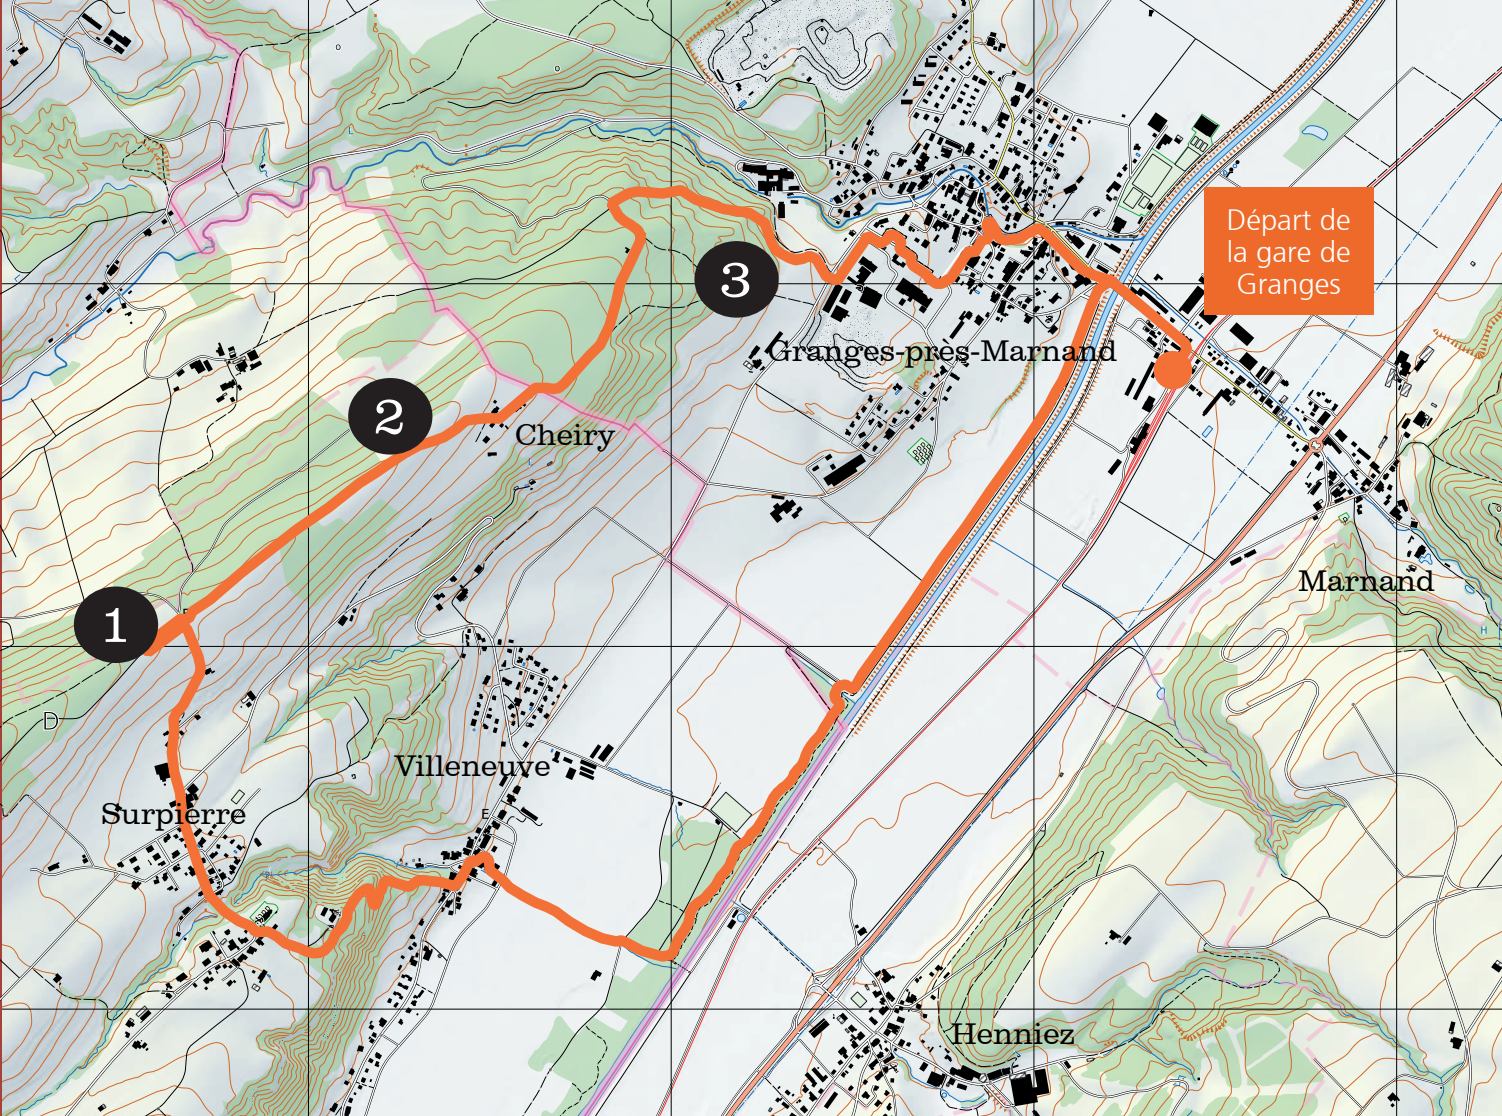 Départ de
la gare de
Granges
3
Granges-près-Marnand
2
Cheiry
Marnand
1
D
Villeneuve
Surpierre
E
Henniez
H